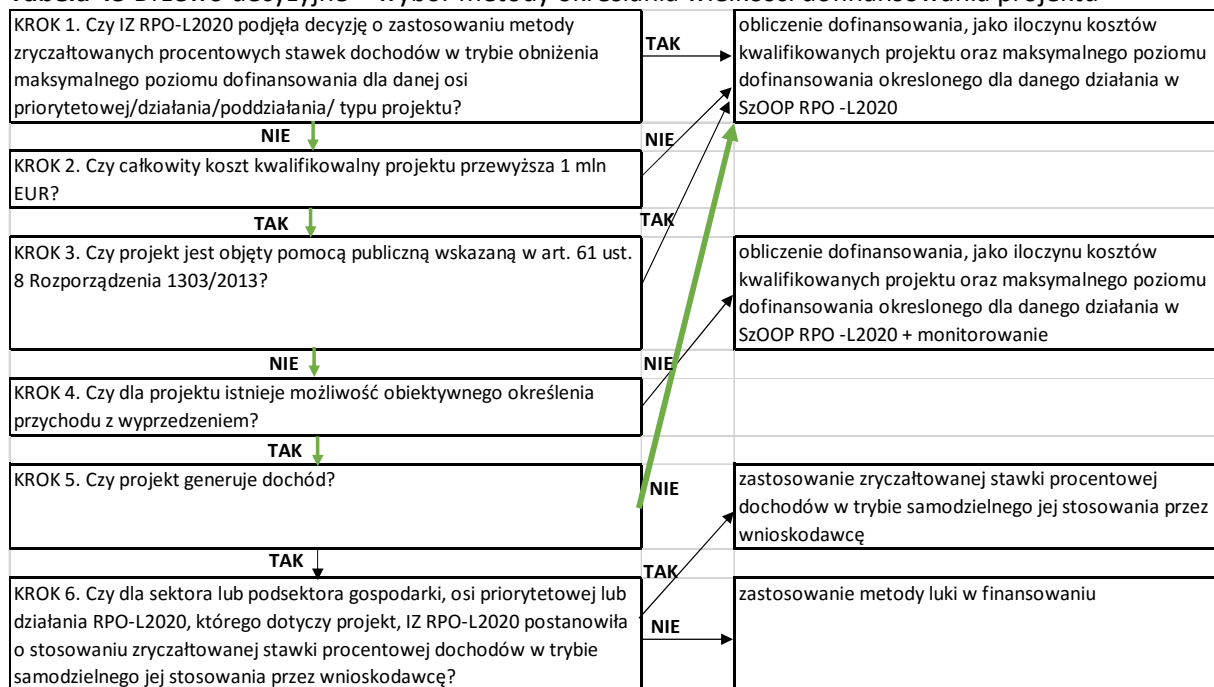 KROK 1. Czy IZ RPO-L2020 podjęła decyzję o zastosowaniu metody
zryczałtowanych procentowych stawek dochodów w trybie obniżenia
maksymalnego poziomu dofinansowania dla danej osi
priorytetowej/działania/poddziałania/ typu projektu?
TAK
obliczenie dofinansowania, jako iloczynu kosztów
kwalifikowanych projektu oraz maksymalnego poziomu
dofinansowania okreslonego dla danego działania w
SzOOP RPO -L2020
NIE
NIE
KROK 2. Czy całkowity koszt kwalifikowalny projektu przewyższa 1 mln
EUR?
TAK
TAK
KROK 3. Czy projekt jest objęty pomocą publiczną wskazaną w art. 61 ust.
8 Rozporządzenia 1303/2013?
obliczenie dofinansowania, jako iloczynu kosztów
kwalifikowanych projektu oraz maksymalnego poziomu
dofinansowania okreslonego dla danego działania w
SzOOP RPO -L2020 + monitorowanie
NIE
NIE
KROK 4. Czy dla projektu istnieje możliwość obiektywnego określenia
przychodu z wyprzedzeniem?
TAK
KROK 5. Czy projekt generuje dochód?
NIE
zastosowanie zryczałtowanej stawki procentowej
dochodów w trybie samodzielnego jej stosowania przez
wnioskodawcę
TAK
TAK
KROK 6. Czy dla sektora lub podsektora gospodarki, osi priorytetowej lub
działania RPO-L2020, którego dotyczy projekt, IZ RPO-L2020 postanowiła
o stosowaniu zryczałtowanej stawki procentowej dochodów w trybie
samodzielnego jej stosowania przez wnioskodawcę?
NIE
zastosowanie metody luki w finansowaniu